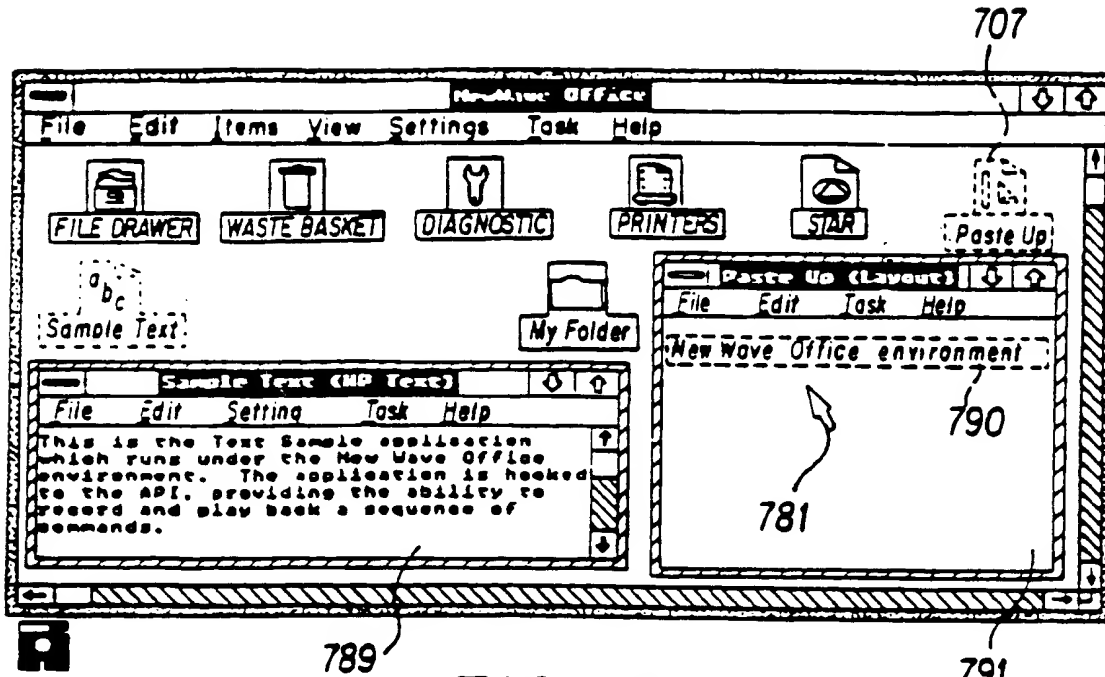 707
NewWave Office
File Edit Items View Settings Task Help
FILE DRAWER WASTE BASKET DIAGNOSTIC PRINTERS STAR Paste Up
abc
Sample Text
My Folder
Paste Up (Layout)
File Edit Task Help
New Wave Office environment
790
781
Sample Text (NP Text)
File Edit Setting Task Help
This is the Text Sample application
which runs under the New Wave Office
environment. The application is hooked
to the API, providing the ability to
record and play back a sequence of
commands.
789
791